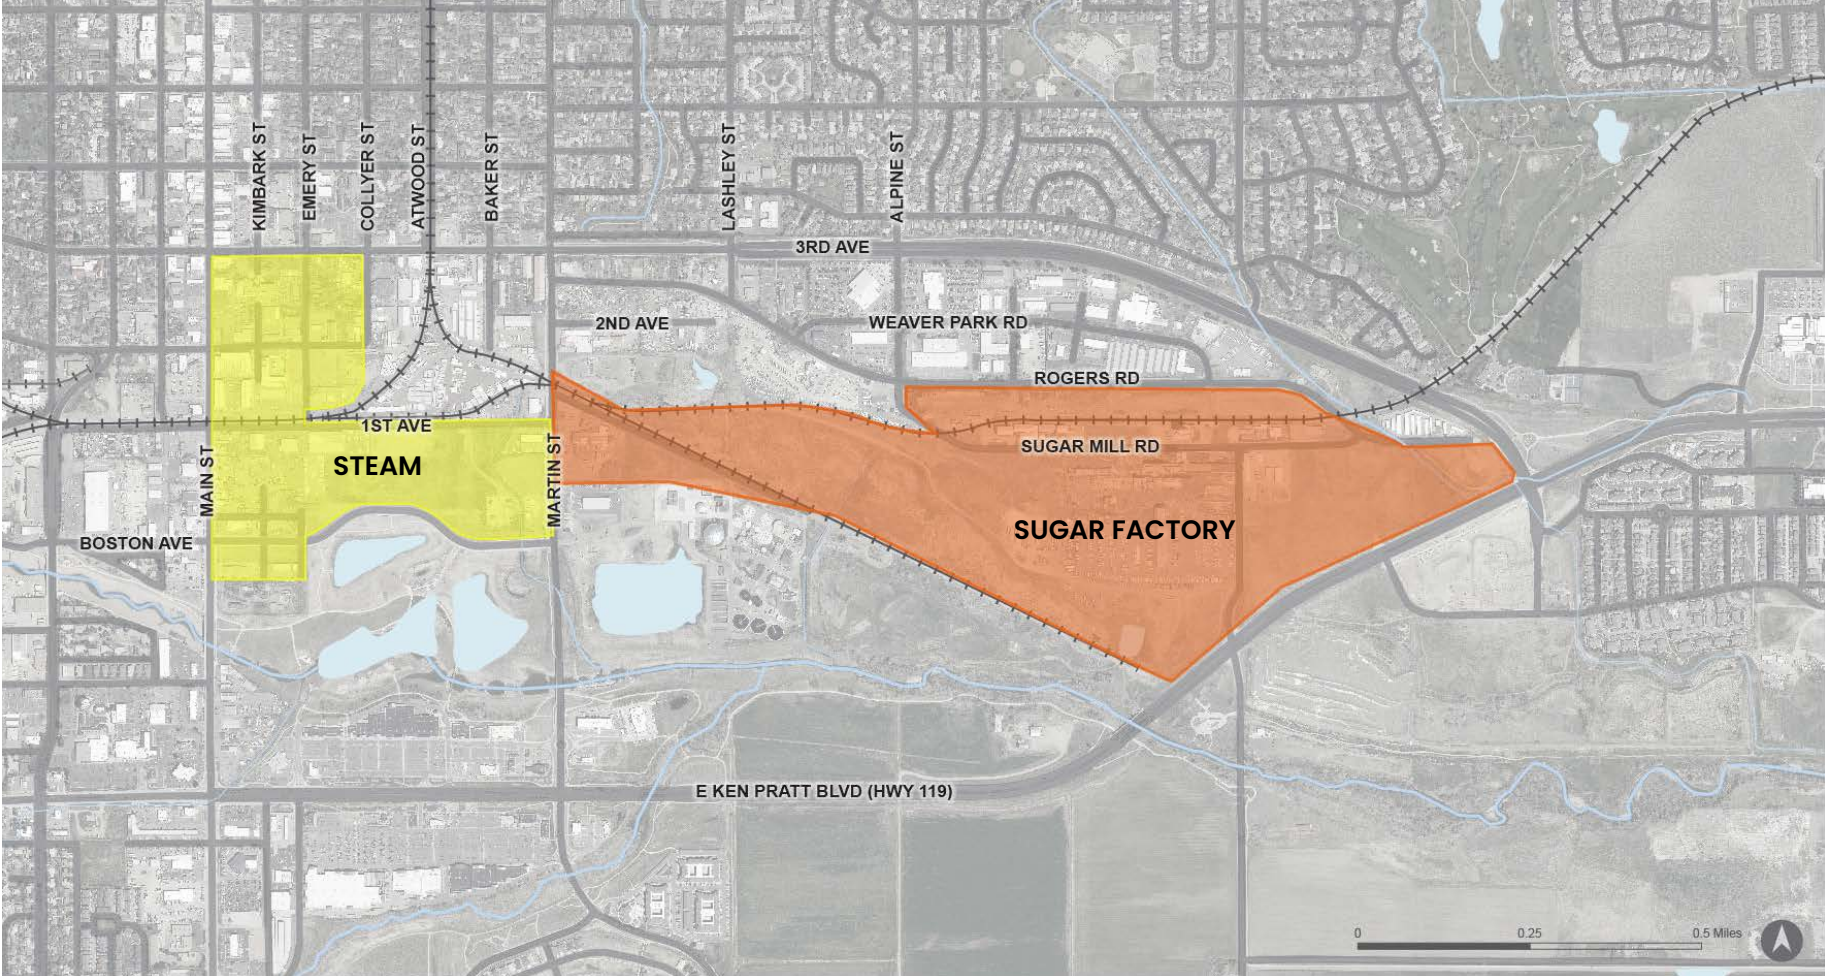 KIMBARK ST
EMERY ST
COLLYER ST
ATWOOD ST
BAKER ST
LASHLEY ST
ALPINE ST
3RD AVE
2ND AVE
WEAVER PARK RD
ROGERS RD
1ST AVE
SUGAR MILL RD
STEAM
MAIN ST
MARTIN ST
SUGAR FACTORY
BOSTON AVE
E KEN PRATT BLVD (HWY 119)
0 0.25 0.5 Miles